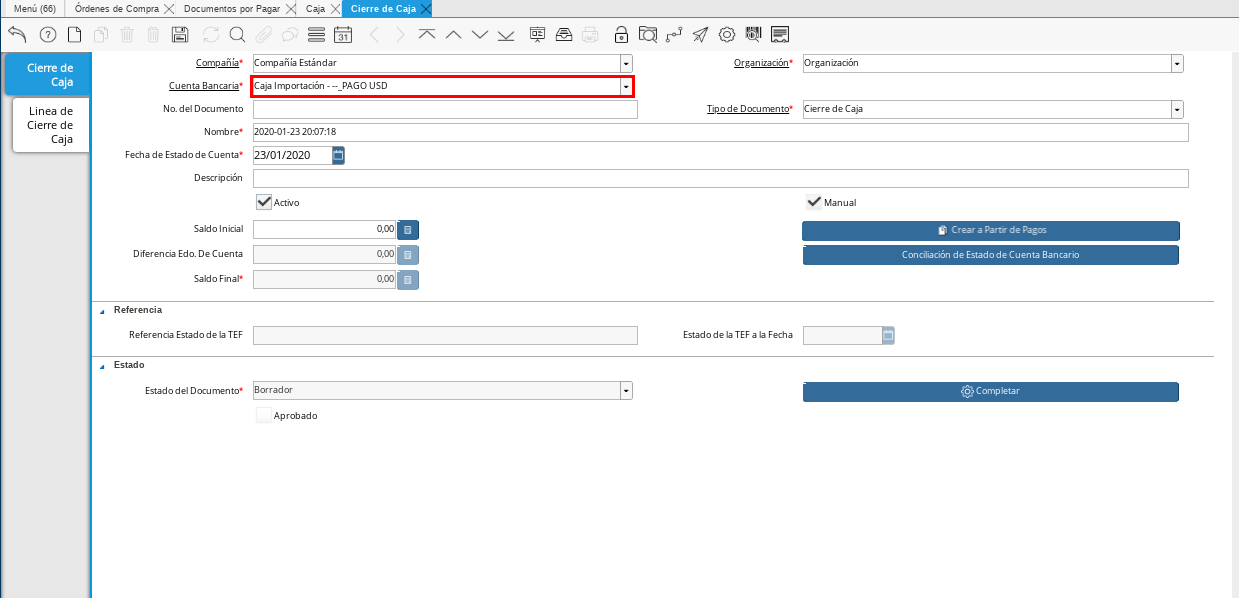 Menú (66) Órdenes de Compra Documentos por Pagar Caja Cierre de Caja
31
Cierre de
Caja
Linea de
Cierre de
Caja
Compañía* Compañía Estándar Organización* Organización
Cuenta Bancaria* Caja Importación - --_PAGO USD
No. del Documento Tipo de Documento* Cierre de Caja
Nombre* 2020-01-23 20:07:18
Fecha de Estado de Cuenta* 23/01/2020
Descripción
Activo Manual
Saldo Inicial 0,00 Crear a Partir de Pagos
Diferencia Edo. De Cuenta 0,00 Conciliación de Estado de Cuenta Bancario
Saldo Final* 0,00
Referencia
Referencia Estado de la TEF Estado de la TEF a la Fecha
Estado
Estado del Documento* Borrador Completar
Aprobado